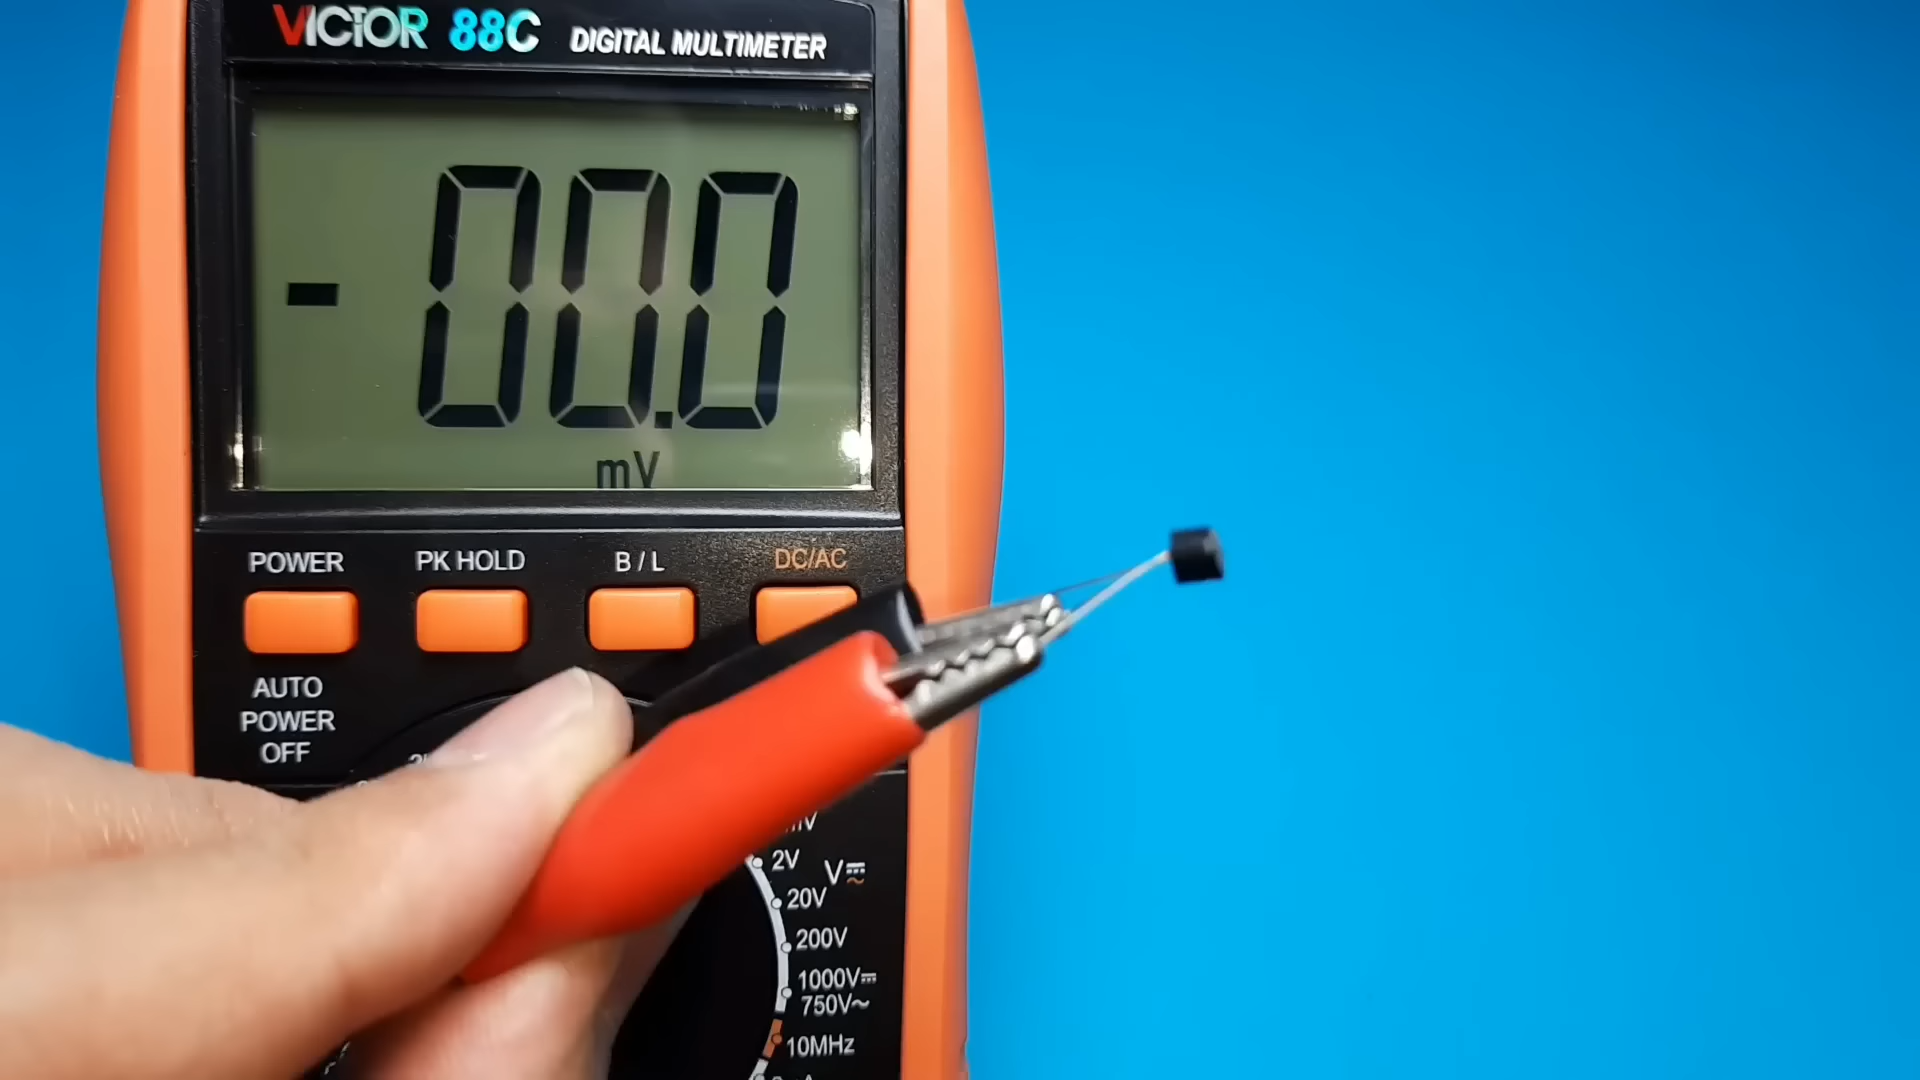 VICTOR 88C DIGITAL MULTIMETER
- 00.0
mV
POWER PK HOLD B / L DC/AC
AUTO
POWER
OFF
2V
V
20V
200V
1000V
750V~
10MHz